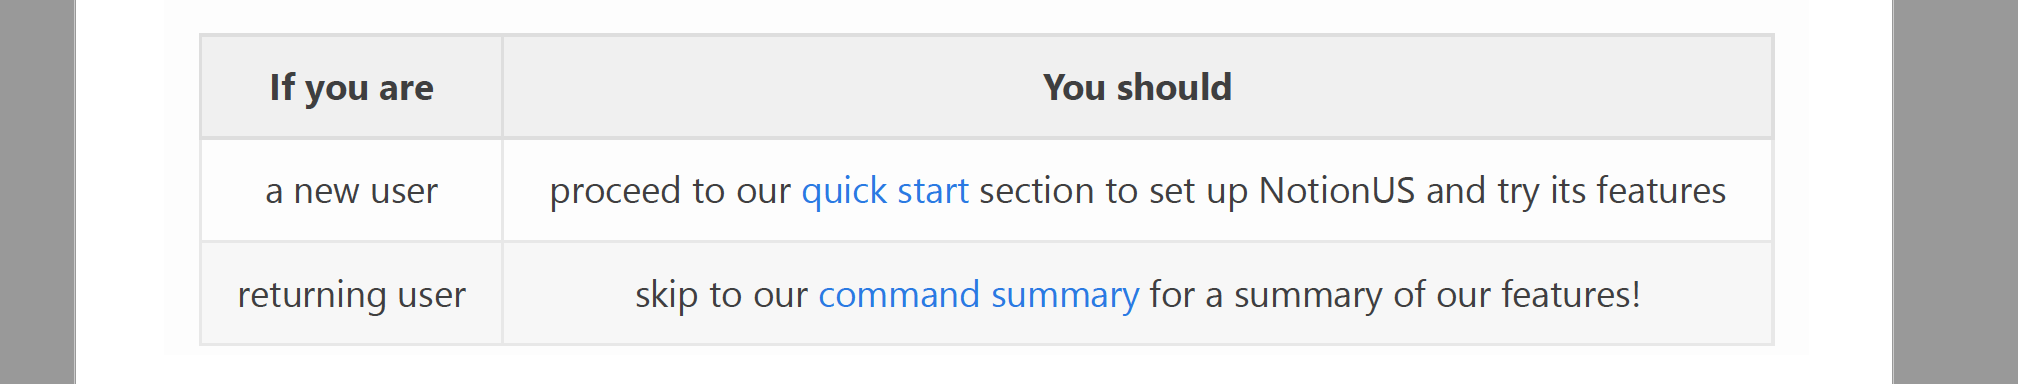 If you are You should
a new user proceed to our quick start section to set up NotionUS and try its features
returning user skip to our command summary for a summary of our features!